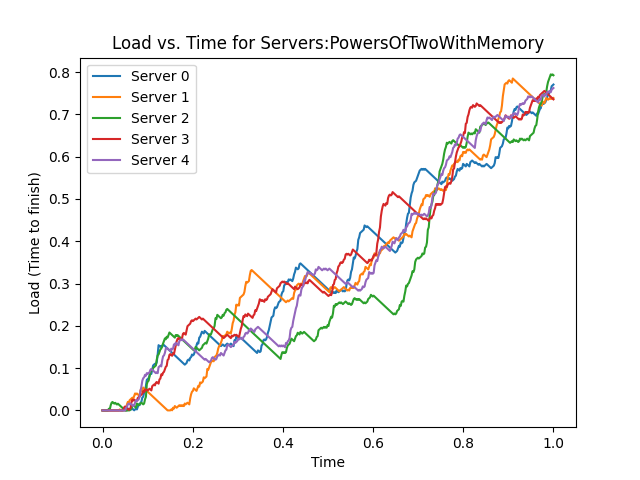 Load vs. Time for Servers:PowersOfTwoWithMemory
Server 0
Server 1
Server 2
Server 3
Server 4
Load (Time to finish)
0.8
0.7
0.6
0.5
0.4
0.3
0.2
0.1
0.0
0.0 0.2 0.4 0.6 0.8 1.0
Time